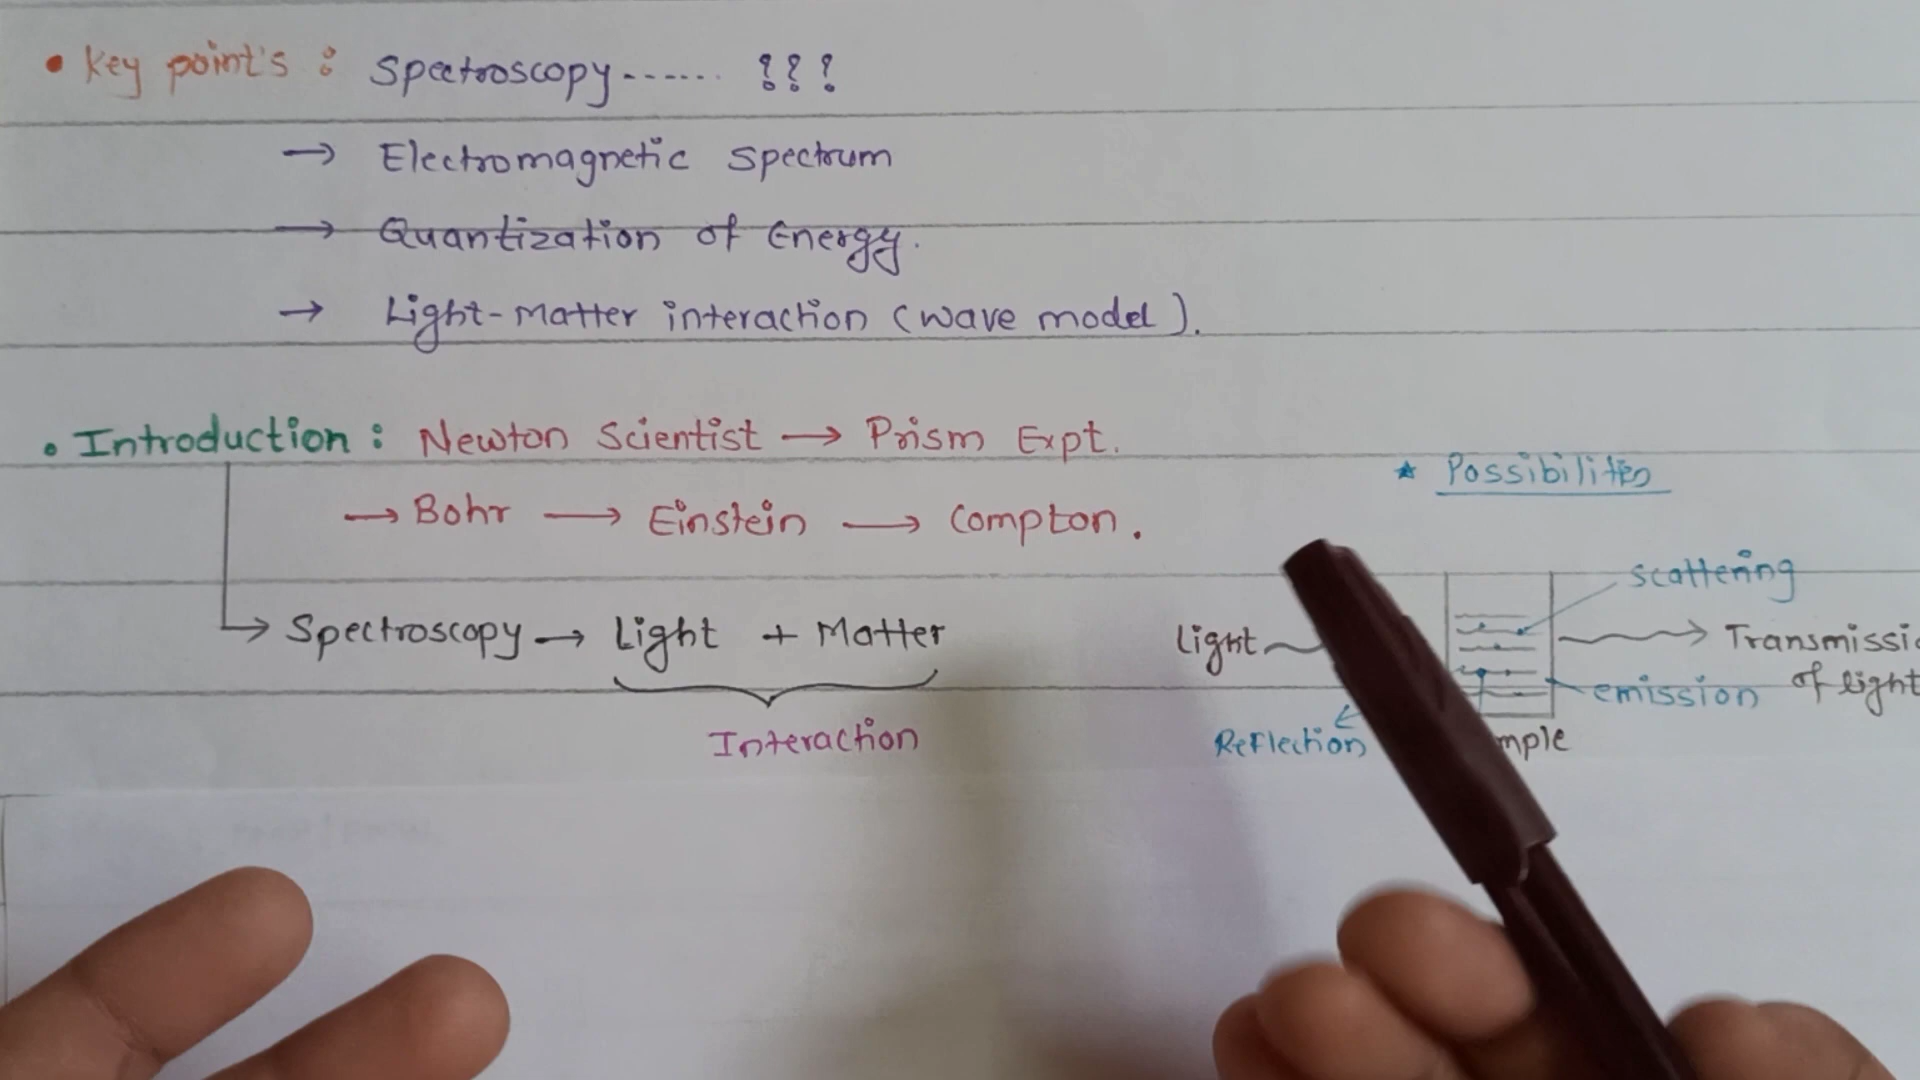 • Key point's : Spectroscopy ...... ???
→ Electromagnetic Spectrum
→ Quantization of Energy.
→ Light-Matter interaction (wave model).
• Introduction : Newton Scientist → Prism Expt.
→ Bohr → Einstein → Compton.
★ Possibilities
Spectroscopy → Light + Matter
Interaction
Light
scattering
Transmissi
of light
emission
Reflection
mple